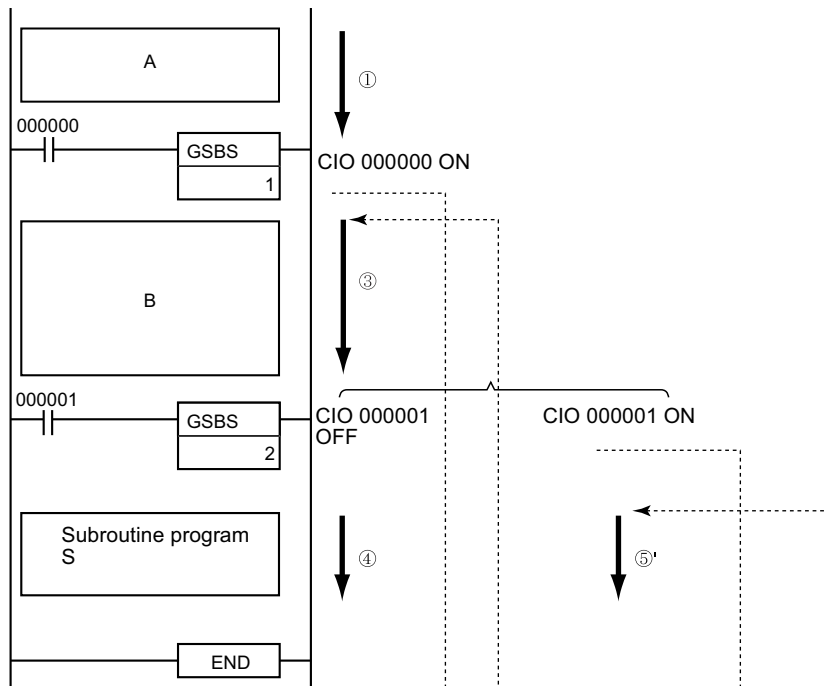 A
①
000000
GSBS
1
CIO 000000 ON
B
③
000001
GSBS
2
CIO 000001
OFF
CIO 000001 ON
Subroutine program
S
④
⑤'
END